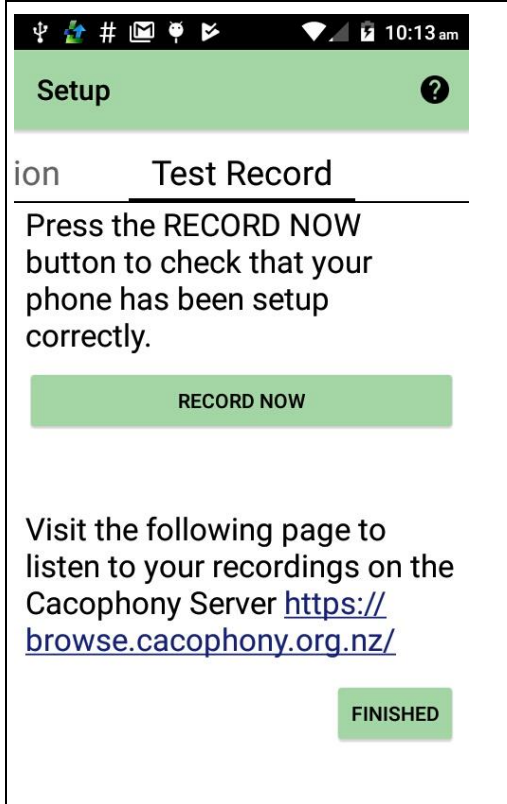 # 10:13 am
Setup ?
ion Test Record
Press the RECORD NOW
button to check that your
phone has been setup
correctly.
RECORD NOW
Visit the following page to
listen to your recordings on the
Cacophony Server https://
browse.cacophony.org.nz/
FINISHED